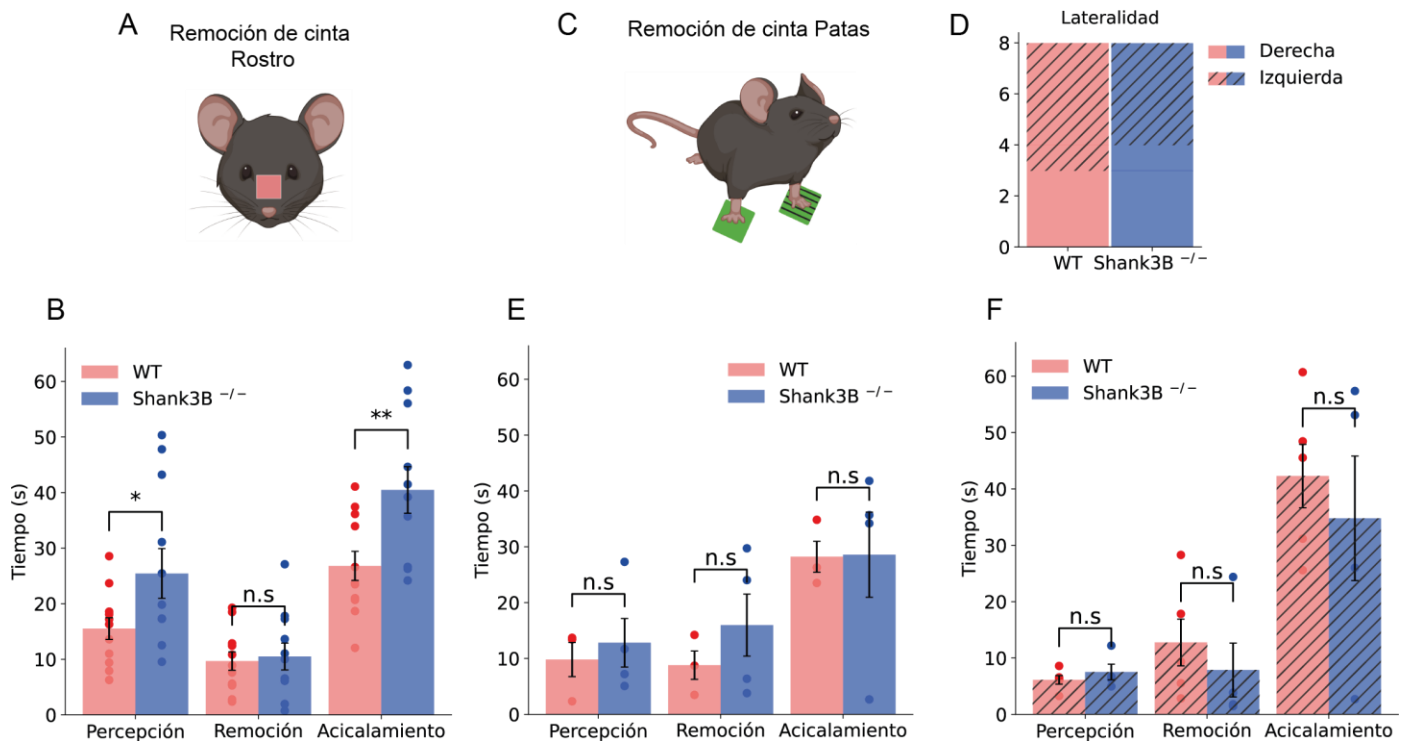 A
Remoción de cinta
Rostro
C
Remoción de cinta Patas
D
Lateralidad
8
6
4
2
0
WT
Shank3B −/−
Derecha
Izquierda
B
Tiempo (s)
60
50
40
30
20
10
0
WT
Shank3B −/−
*
n.s
**
Percepción
Remoción
Acicalamiento
E
Tiempo (s)
60
50
40
30
20
10
0
WT
Shank3B −/−
n.s
n.s
n.s
Percepción
Remoción
Acicalamiento
F
Tiempo (s)
60
50
40
30
20
10
0
WT
Shank3B −/−
n.s
n.s
n.s
Percepción
Remoción
Acicalamiento